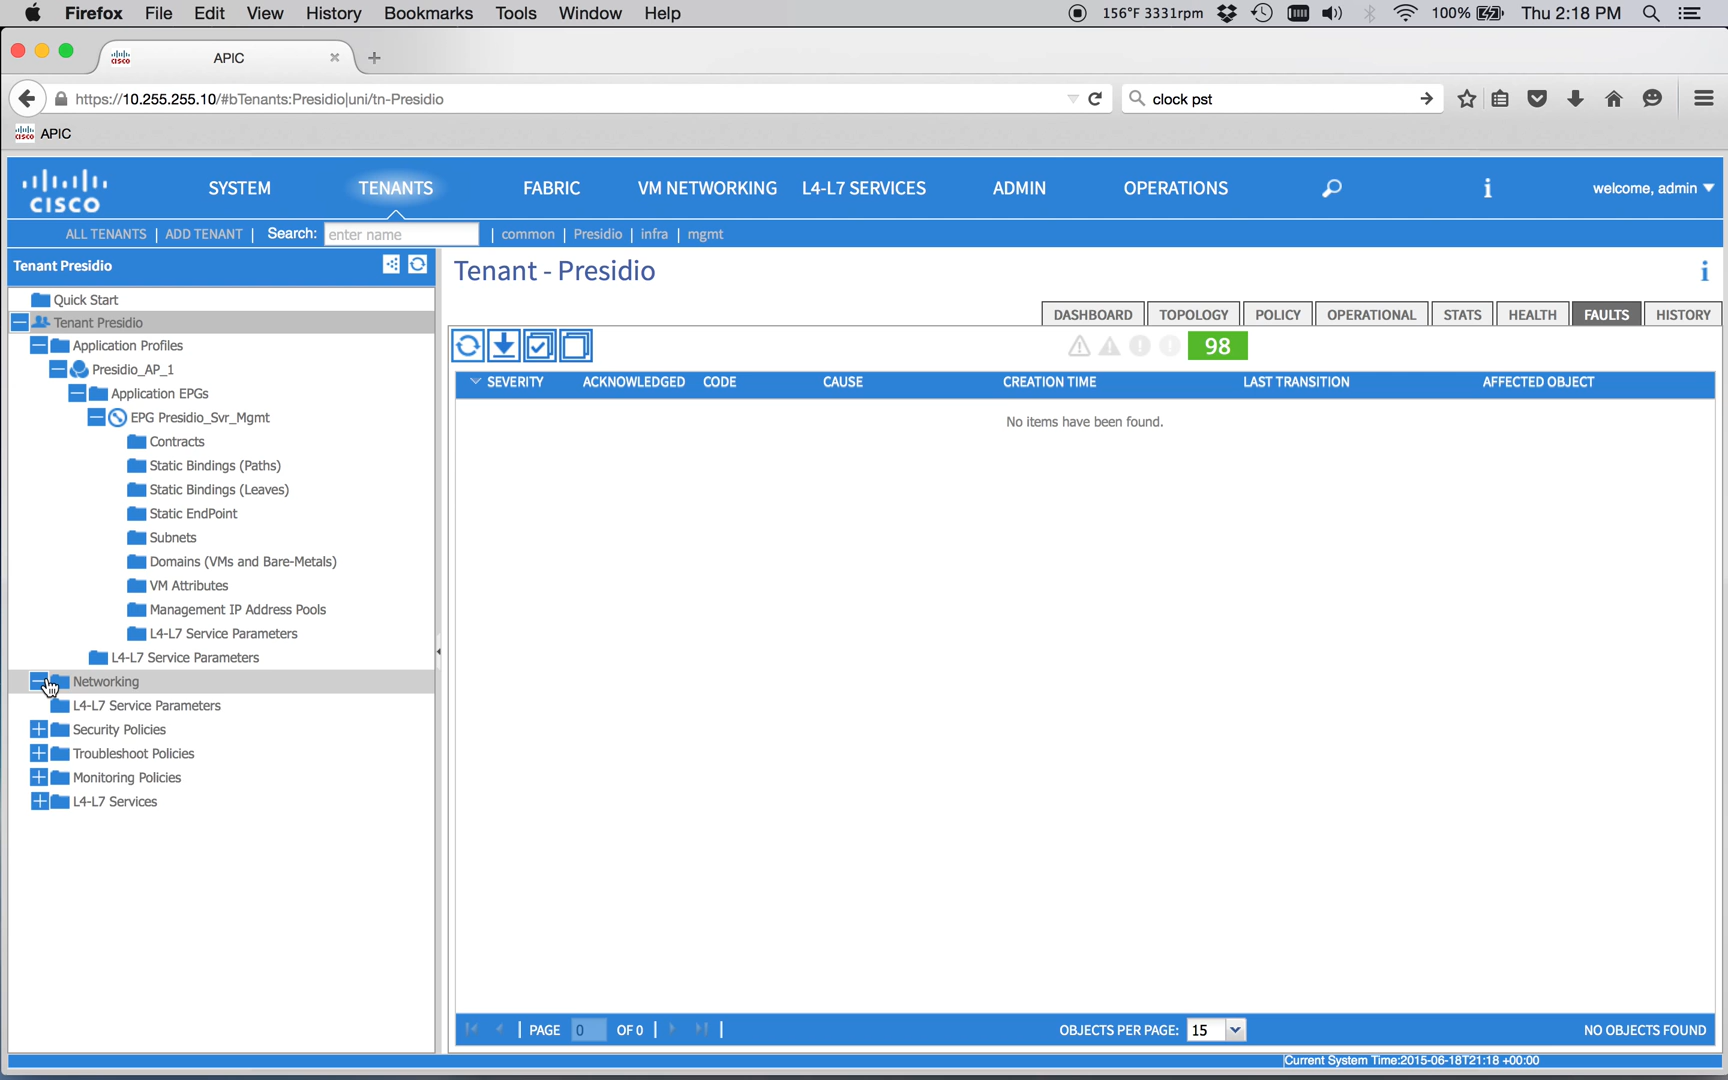 Firefox File Edit View History Bookmarks Tools Window Help 156°F 3331rpm 100% Thu 2:18 PM
APIC
https://10.255.255.10/#bTenants:Presidio|uni/tn-Presidio clock pst
cisco APIC
CISCO SYSTEM TENANTS FABRIC VM NETWORKING L4-L7 SERVICES ADMIN OPERATIONS i welcome, admin
ALL TENANTS | ADD TENANT | Search: enter name | common | Presidio | infra | mgmt
Tenant Presidio
Tenant - Presidio i
Quick Start
DASHBOARD TOPOLOGY POLICY OPERATIONAL STATS HEALTH FAULTS HISTORY
Tenant Presidio
Application Profiles
98
Presidio_AP_1
SEVERITY ACKNOWLEDGED CODE CAUSE CREATION TIME LAST TRANSITION AFFECTED OBJECT
Application EPGs
EPG Presidio_Svr_Mgmt
No items have been found.
Contracts
Static Bindings (Paths)
Static Bindings (Leaves)
Static EndPoint
Subnets
Domains (VMs and Bare-Metals)
VM Attributes
Management IP Address Pools
L4-L7 Service Parameters
L4-L7 Service Parameters
Networking
L4-L7 Service Parameters
Security Policies
Troubleshoot Policies
Monitoring Policies
L4-L7 Services
PAGE 0 OF 0 OBJECTS PER PAGE: 15 NO OBJECTS FOUND
Current System Time:2015-06-18T21:18 +00:00